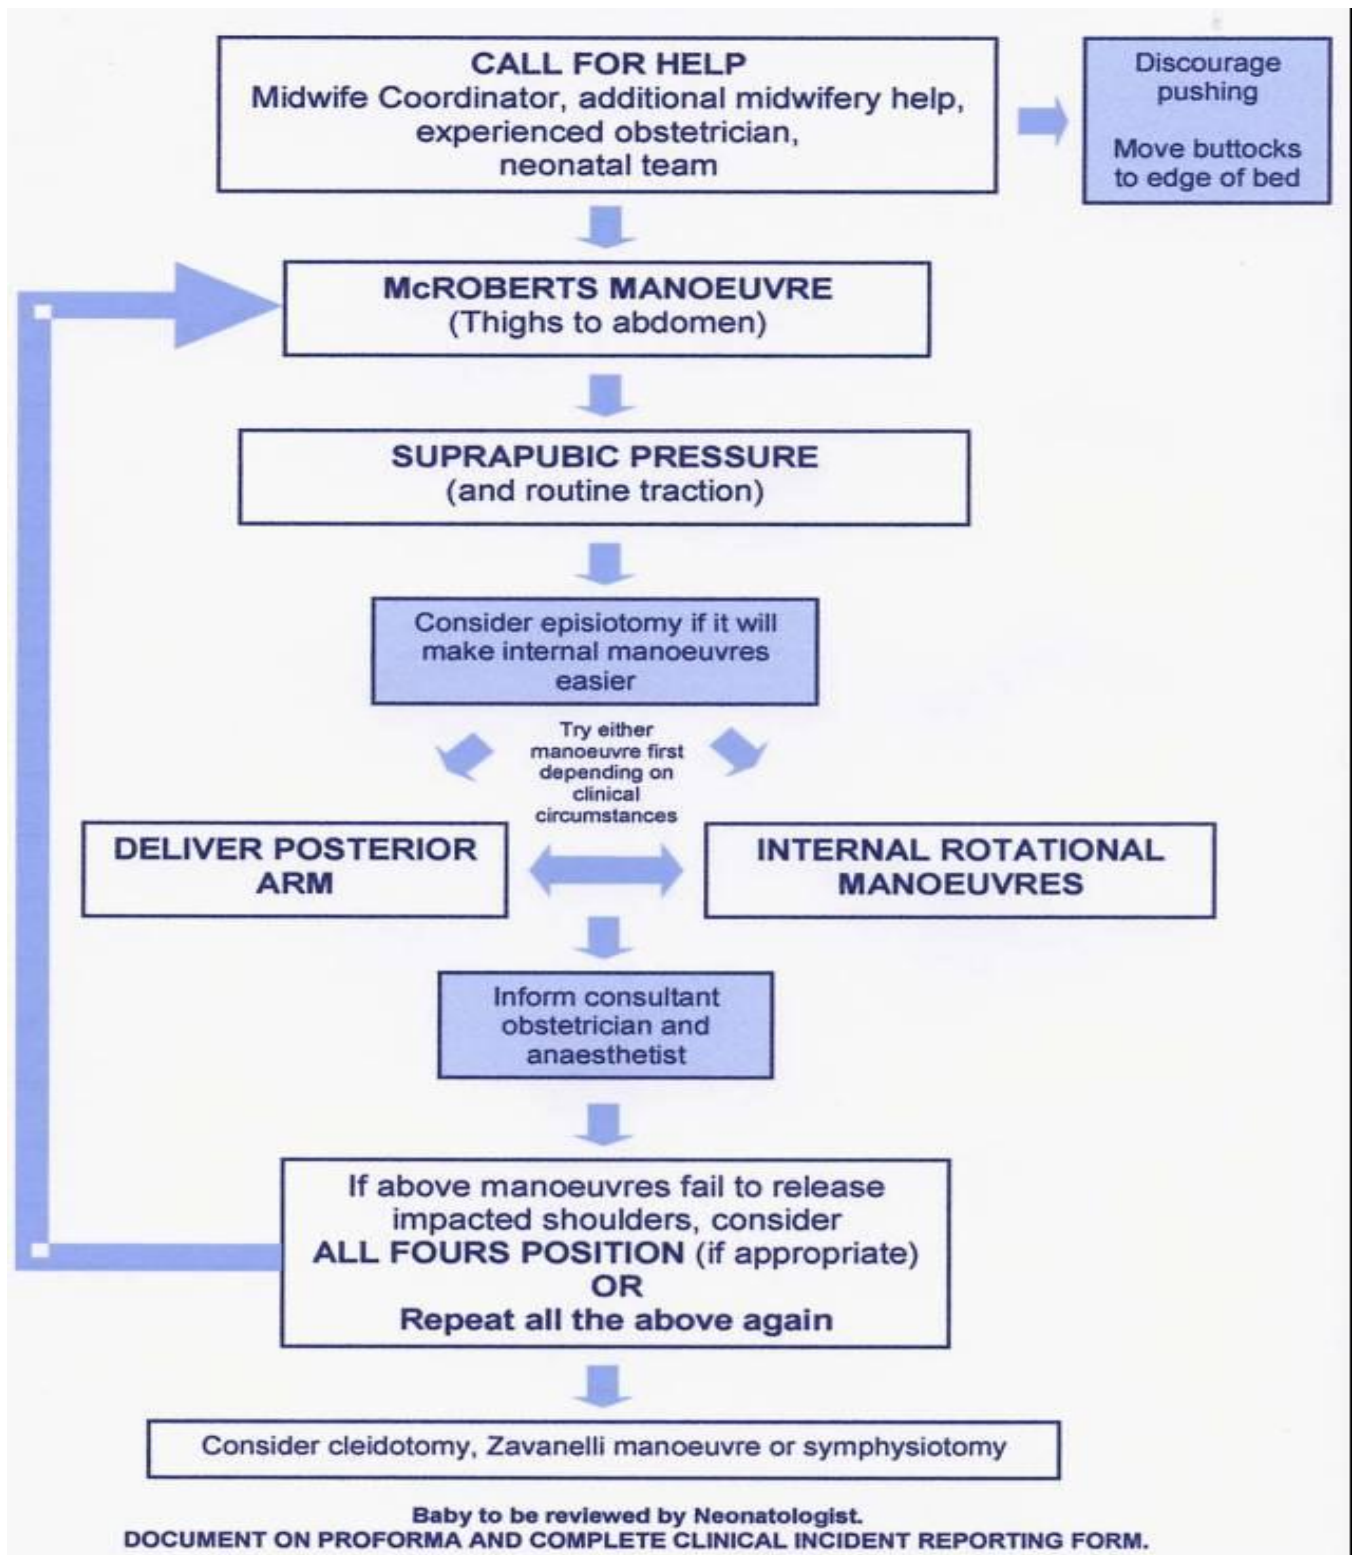 CALL FOR HELP
Midwife Coordinator, additional midwifery help,
experienced obstetrician,
neonatal team
Discourage
pushing
Move buttocks
to edge of bed
McROBERTS MANOEUVRE
(Thighs to abdomen)
SUPRAPUBIC PRESSURE
(and routine traction)
Consider episiotomy if it will
make internal manoeuvres
easier
Try either
manoeuvre first
depending on
clinical
circumstances
DELIVER POSTERIOR
ARM
INTERNAL ROTATIONAL
MANOEUVRES
Inform consultant
obstetrician and
anaesthetist
If above manoeuvres fail to release
impacted shoulders, consider
ALL FOURS POSITION (if appropriate)
OR
Repeat all the above again
Consider cleidotomy, Zavanelli manoeuvre or symphysiotomy
Baby to be reviewed by Neonatologist.
DOCUMENT ON PROFORMA AND COMPLETE CLINICAL INCIDENT REPORTING FORM.